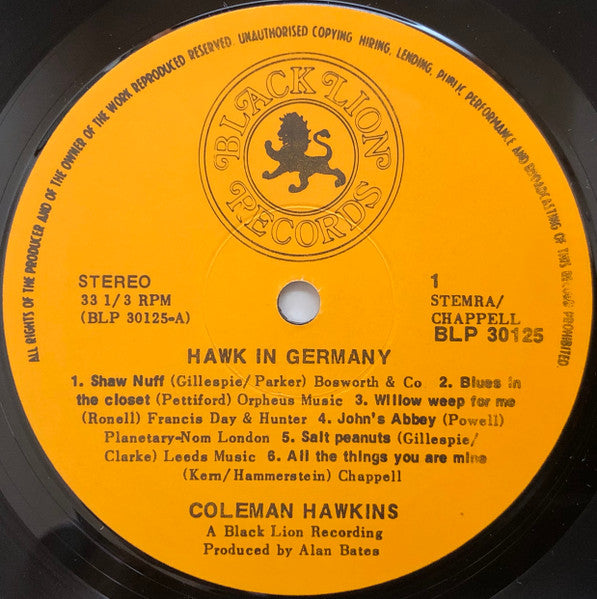 ALL RIGHTS OF THE PRODUCER AND OF THE OWNER OF THE WORK REPRODUCED RESERVED. UNAUTHORISED COPYING, HIRING, LENDING, PUBLIC PERFORMANCE AND BROADCASTING OF THIS RECORD PROHIBITED
BLACK LION
RECORDS
STEREO
33 1/3 RPM
(BLP 30125-A)
1
STEMRA/
CHAPPELL
BLP 30125
HAWK IN GERMANY
1. Shaw Nuff (Gillespie/Parker) Bosworth & Co 2. Blues in
the closet (Pettiford) Orpheus Music 3. Willow weep for me
(Ronell) Francis Day & Hunter 4. John's Abbey (Powell)
Planetary-Nom London 5. Salt peanuts (Gillespie/
Clarke) Leeds Music 6. All the things you are mine
(Kern/Hammerstein) Chappell
COLEMAN HAWKINS
A Black Lion Recording
Produced by Alan Bates